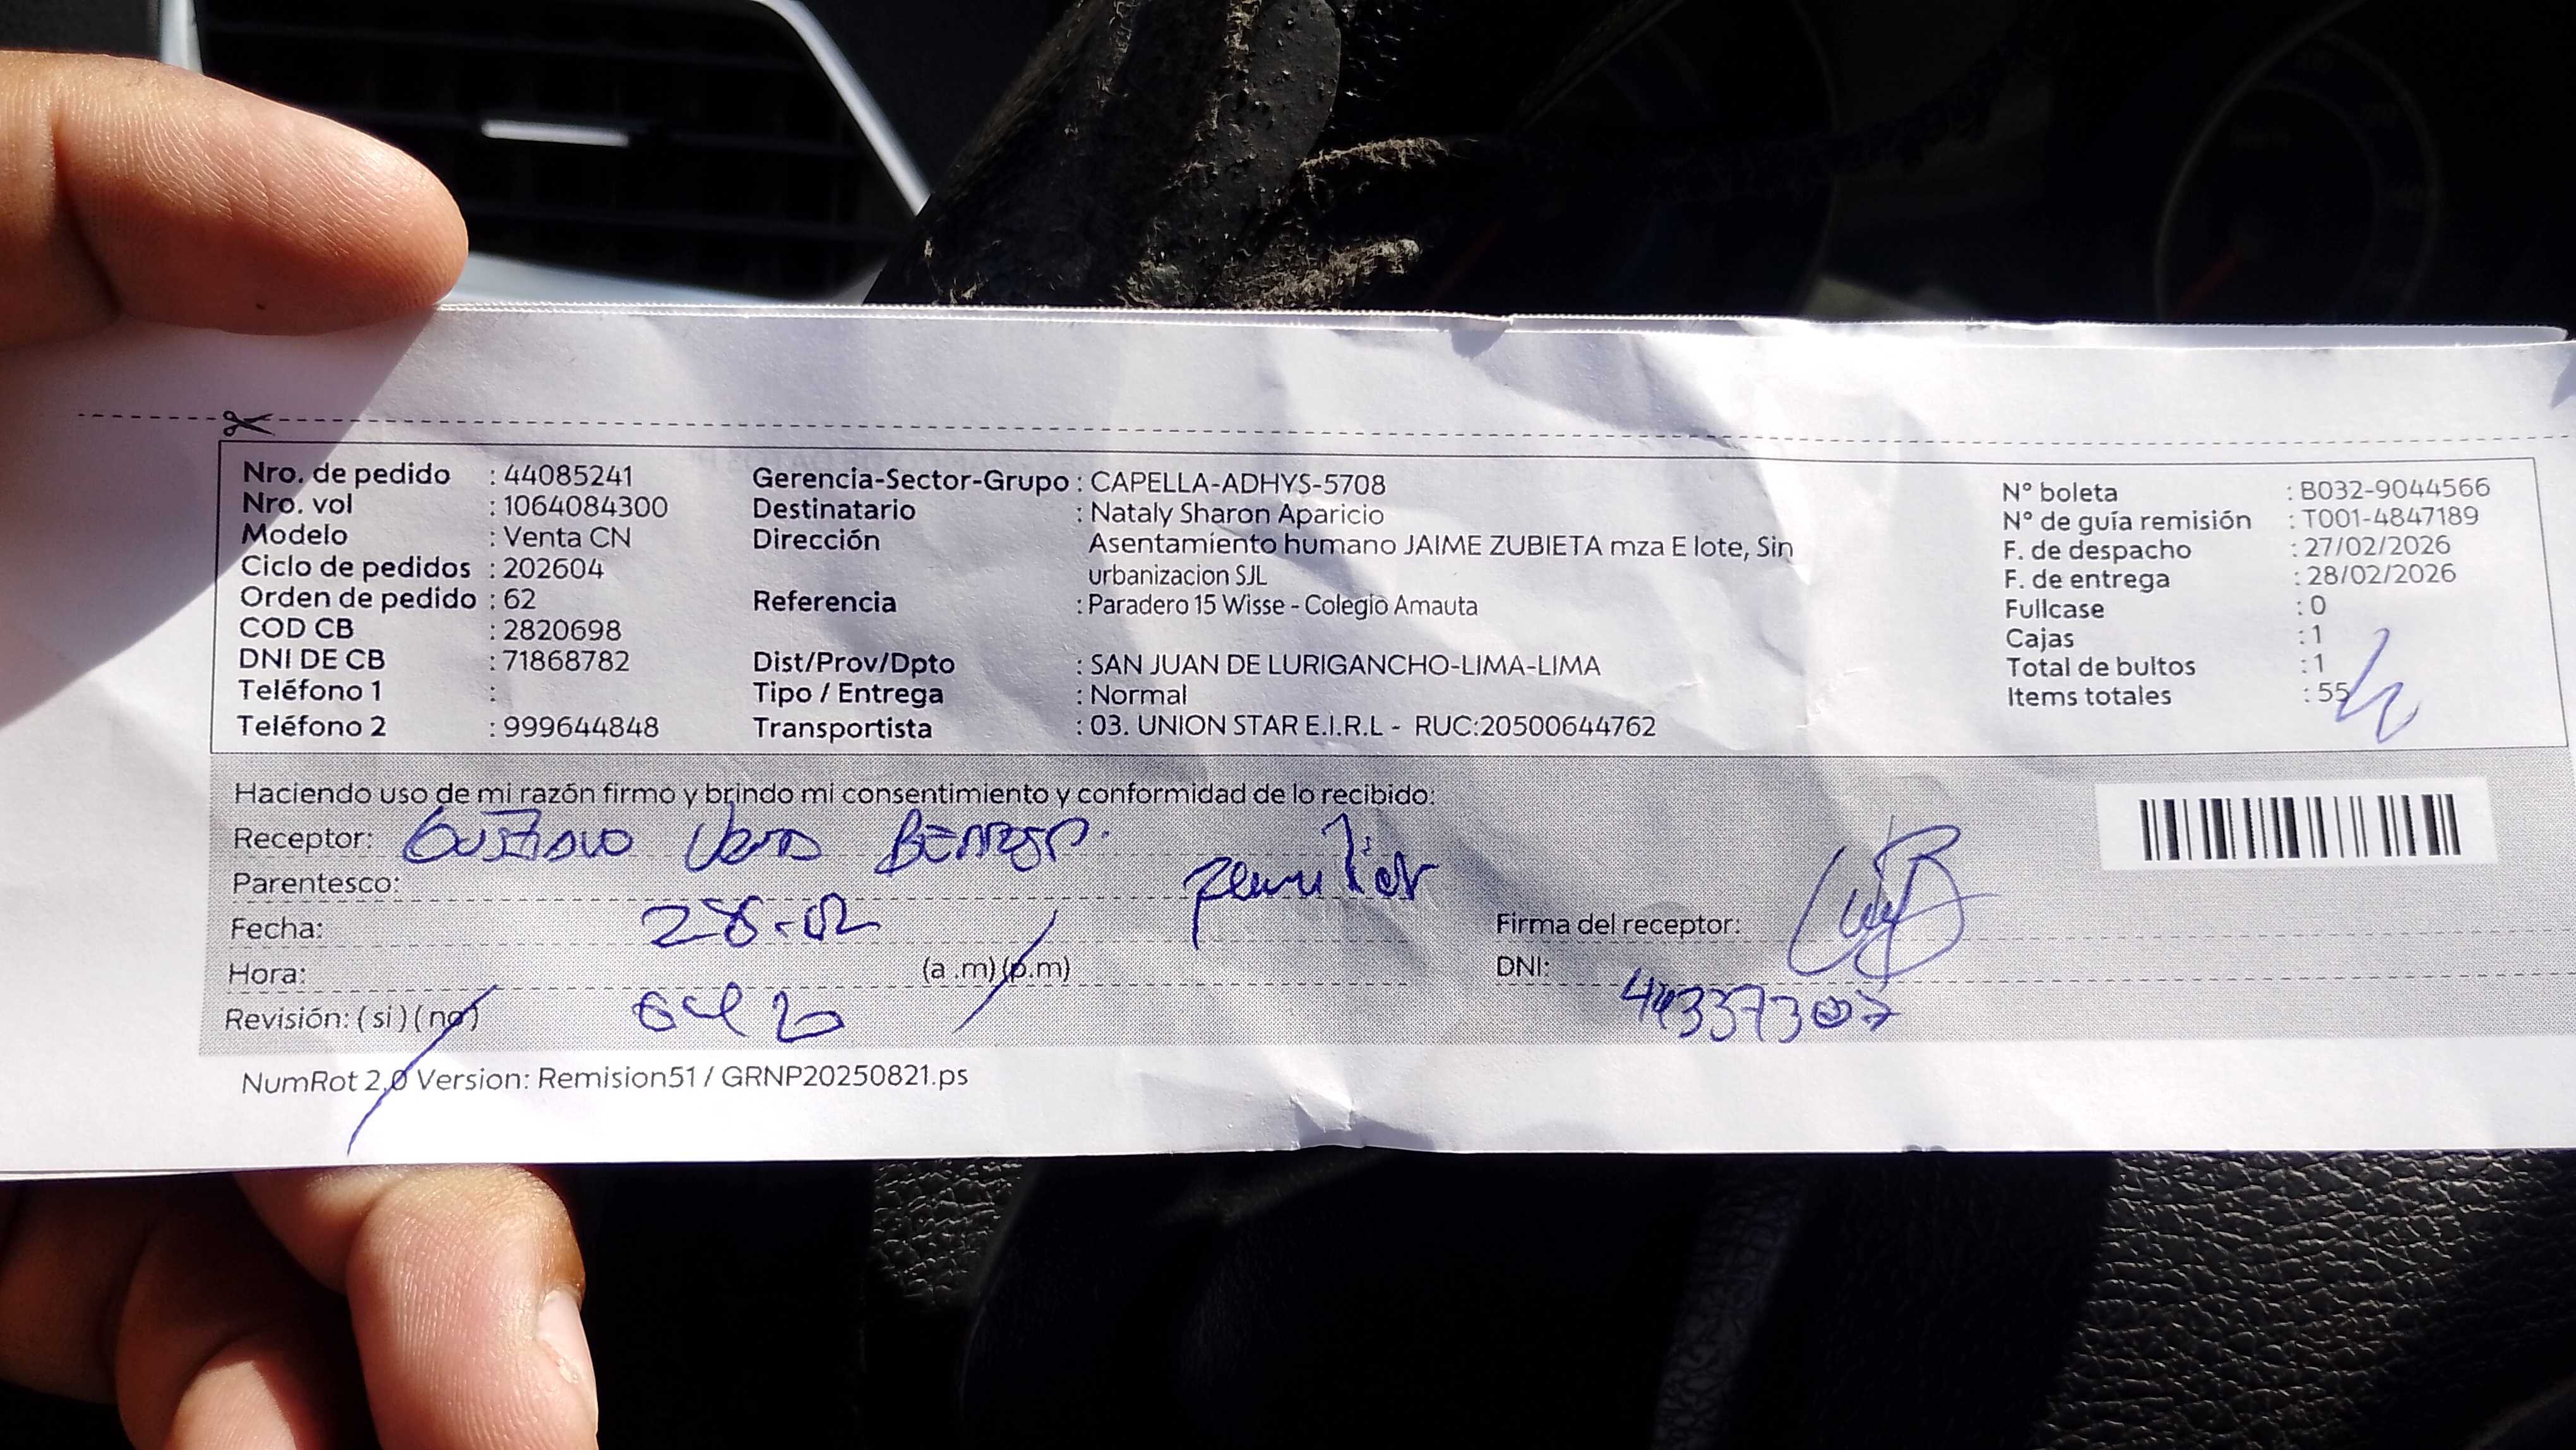 Nro. de pedido : 44085241
Nro. vol : 1064084300
Modelo : Venta CN
Ciclo de pedidos : 202604
Orden de pedido : 62
COD CB : 2820698
DNI DE CB : 71868782
Teléfono 1 :
Teléfono 2 : 999644848
Gerencia-Sector-Grupo : CAPELLA-ADHYS-5708
Destinatario : Nataly Sharon Aparicio
Dirección Asentamiento humano JAIME ZUBIETA mza E lote, Sin
urbanizacion SJL
Referencia : Paradero 15 Wisse - Colegio Amauta
Dist/Prov/Dpto : SAN JUAN DE LURIGANCHO-LIMA-LIMA
Tipo / Entrega : Normal
Transportista : 03. UNION STAR E.I.R.L - RUC:20500644762
N° boleta : B032-9044566
N° de guía remisión : T001-4847189
F. de despacho : 27/02/2026
F. de entrega : 28/02/2026
Fullcase : 0
Cajas : 1
Total de bultos : 1
Items totales : 55
Haciendo uso de mi razón firmo y brindo mi consentimiento y conformidad de lo recibido:
Receptor: Gustavo
Parentesco: familiar
Fecha: 28-02
Hora: (a .m) (p.m)
Revisión: ( si ) ( no )
Firma del receptor:
DNI: 44337307
NumRot 2,0 Version: Remision51 / GRNP20250821.ps